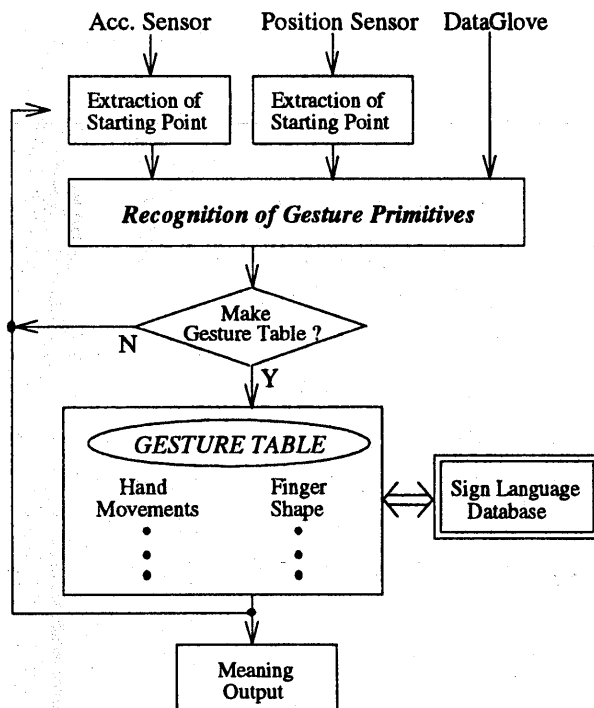 Acc. Sensor Position Sensor DataGlove
Extraction of
Starting Point
Extraction of
Starting Point
Recognition of Gesture Primitives
Make
Gesture Table ?
N
Y
GESTURE TABLE
Hand
Movements
Finger
Shape
Sign Language
Database
Meaning
Output